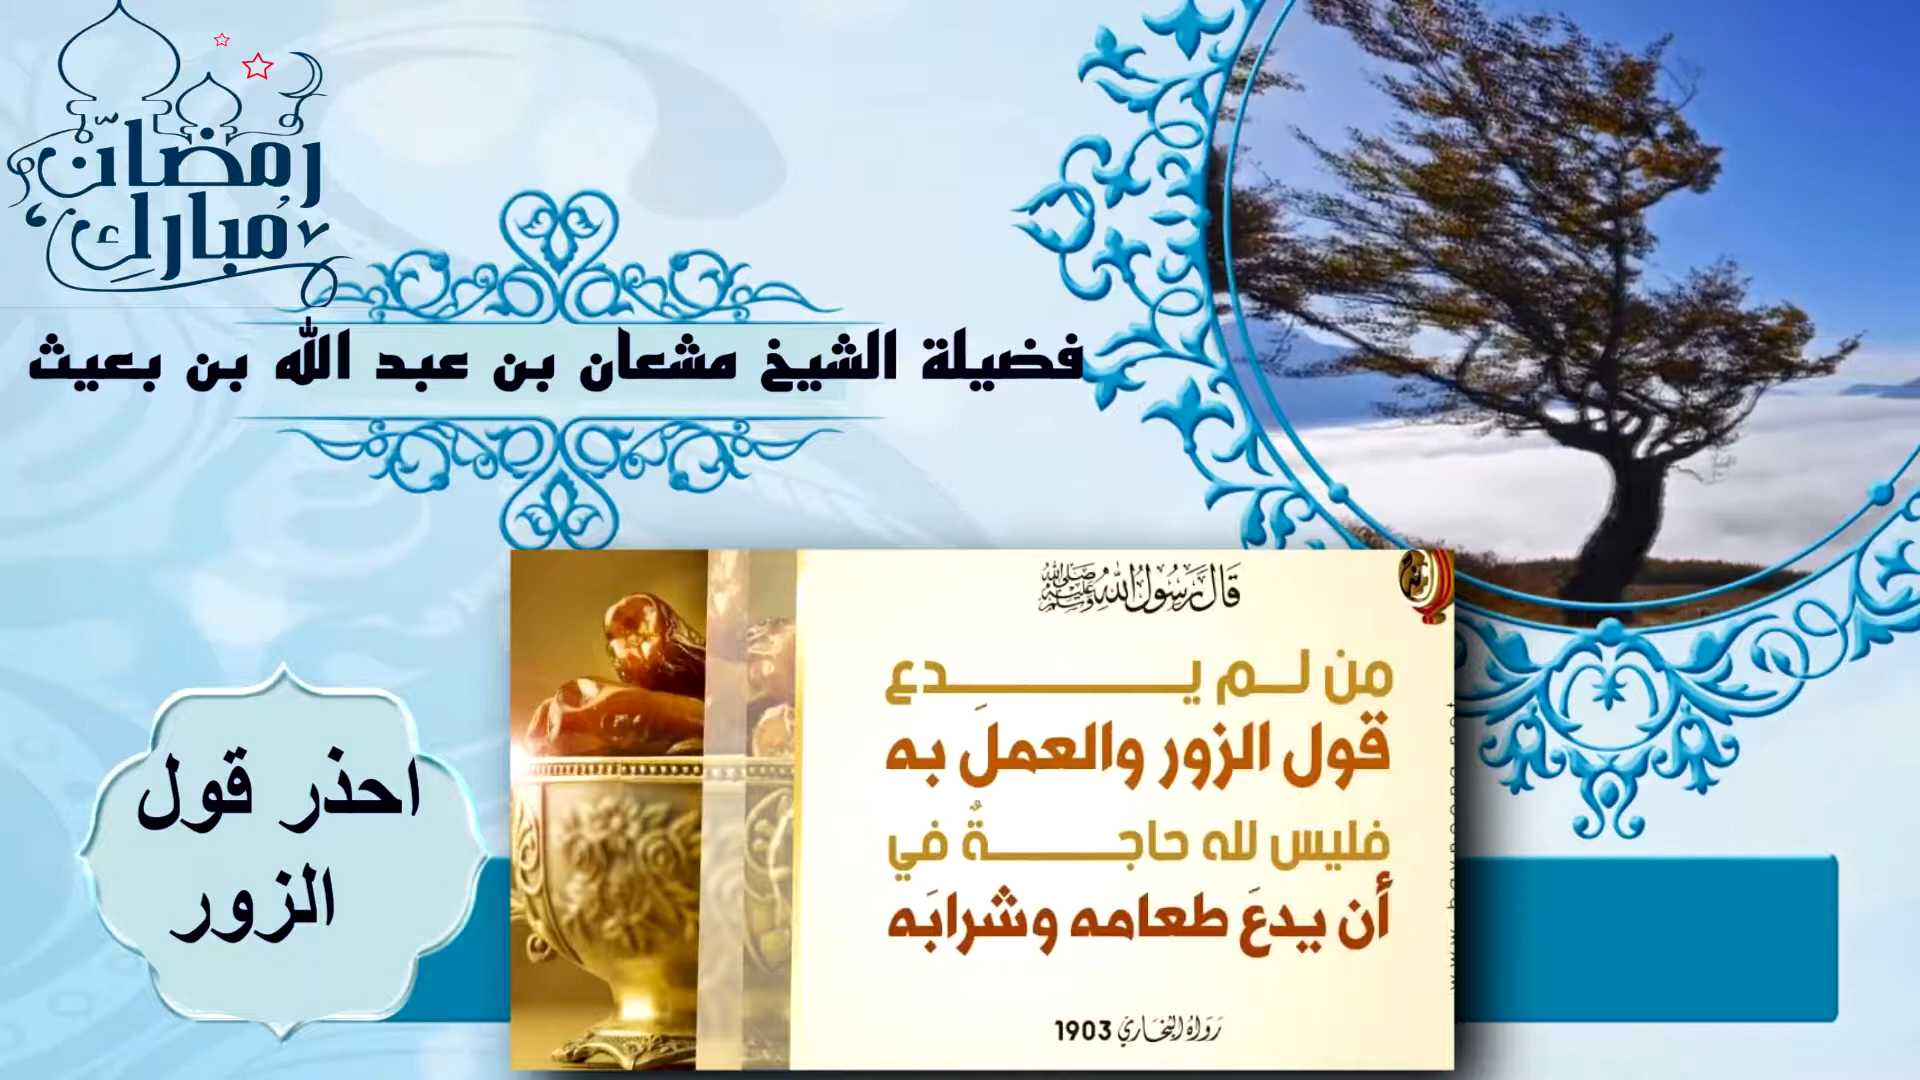 رمضان
مبارك
فضيلة الشيخ مشعان بن عبد الله بن بعيث
قال رسول الله صلى الله عليه وسلم
من لم يدع
قول الزور والعملَ به
فليس لله حاجةٌ في
أن يدعَ طعامه وشرابَه
رواه البخاري 1903
احذر قول
الزور